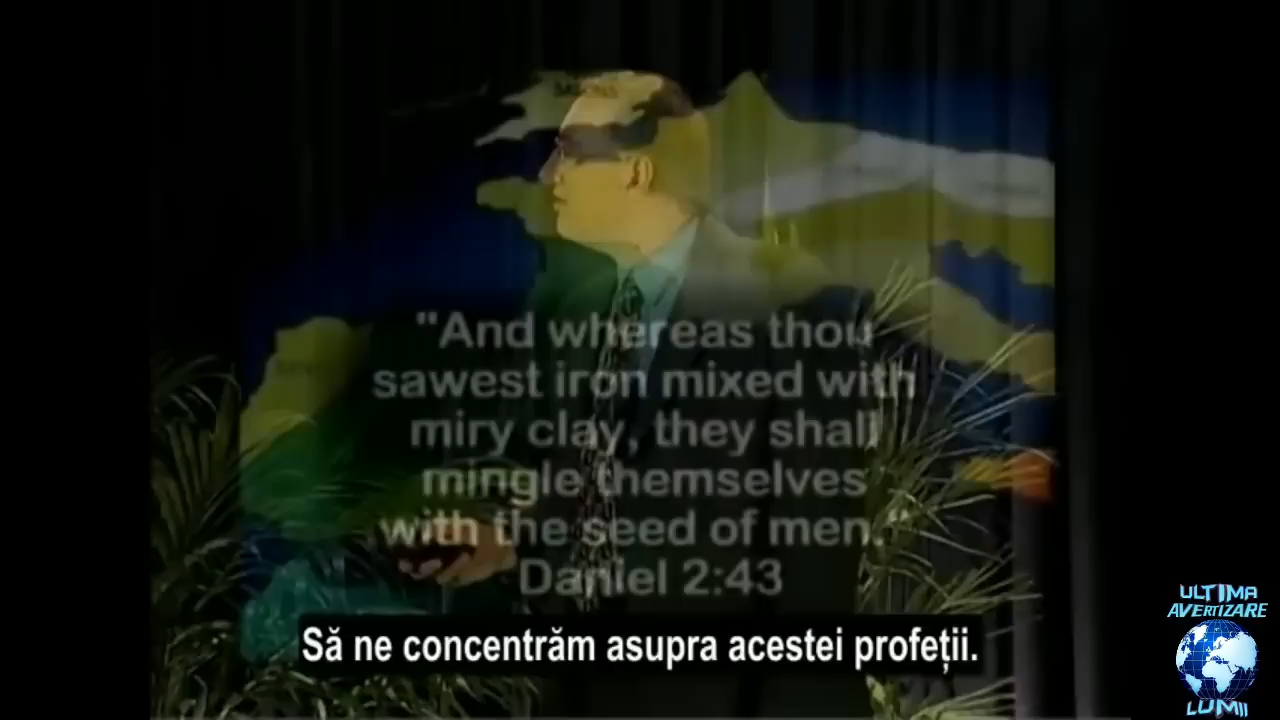 "And whereas thou
sawest iron mixed with
miry clay, they shall
mingle themselves
with the seed of men."
Daniel 2:43
Să ne concentrăm asupra acestei profeții.
ULTIMA
AVERTIZARE
LUMII